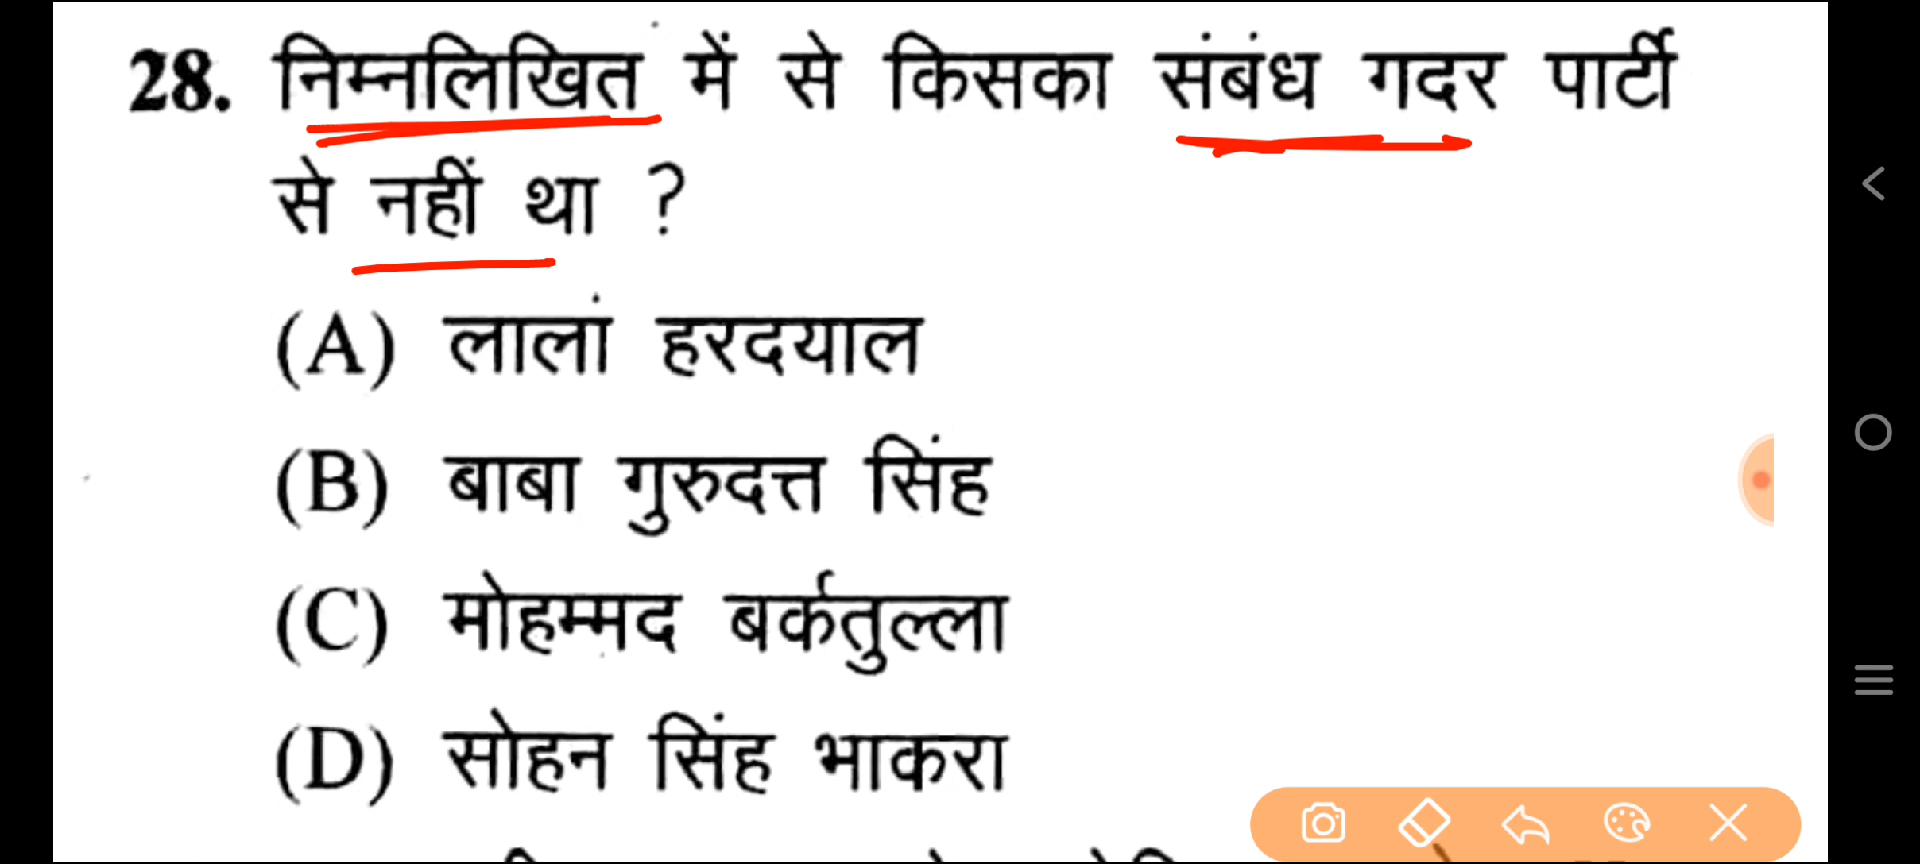 28. निम्नलिखित में से किसका संबंध गदर पार्टी
से नहीं था ?
(A) लाला हरदयाल
(B) बाबा गुरुदत्त सिंह
(C) मोहम्मद बर्कतुल्ला
(D) सोहन सिंह भाकरा